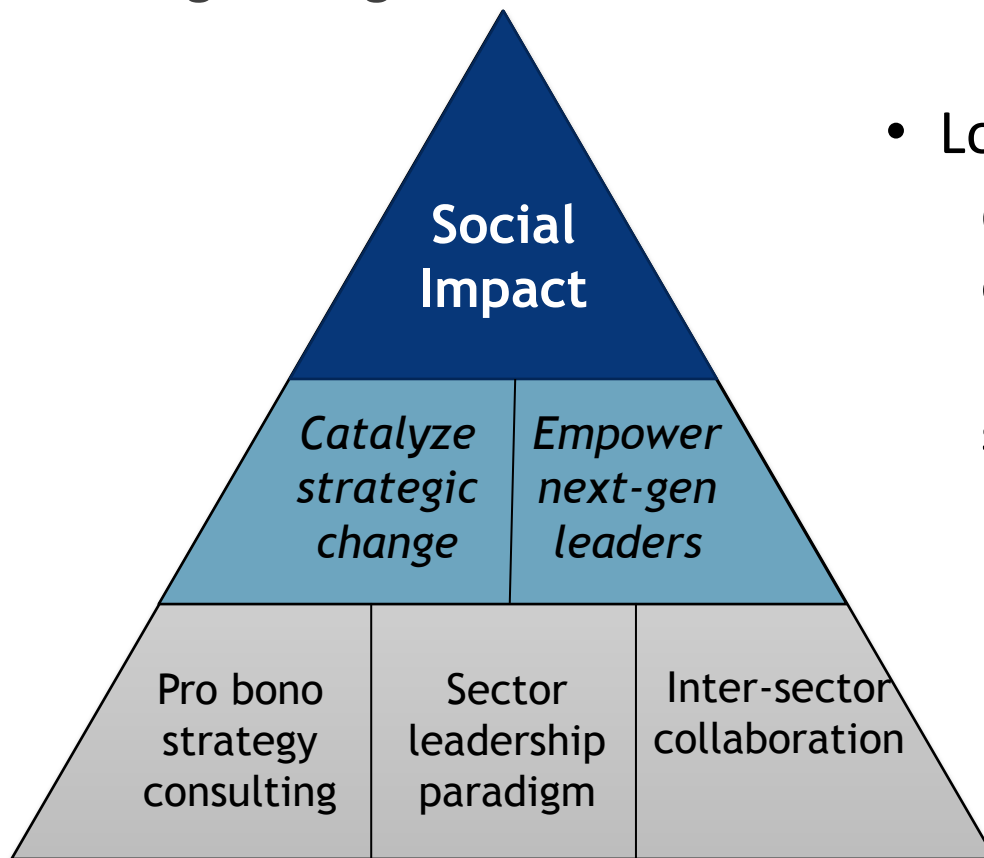 Social
Impact
Catalyze
strategic
change
Empower
next-gen
leaders
Pro bono
strategy
consulting
Sector
leadership
paradigm
Inter-sector
collaboration